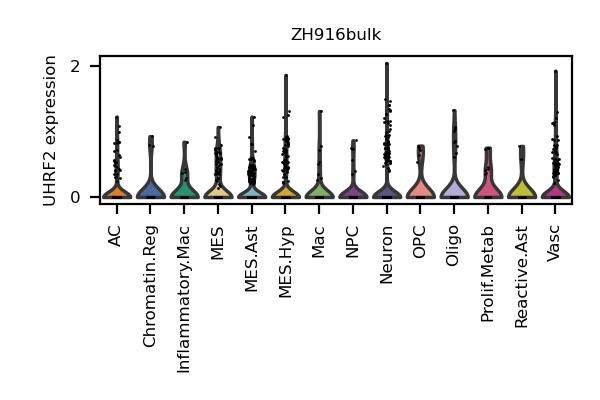 ZH916bulk
UHRF2 expression
2
0
AC
Chromatin.Reg
Inflammatory.Mac
MES
MES.Ast
MES.Hyp
Mac
NPC
Neuron
OPC
Oligo
Prolif.Metab
Reactive.Ast
Vasc